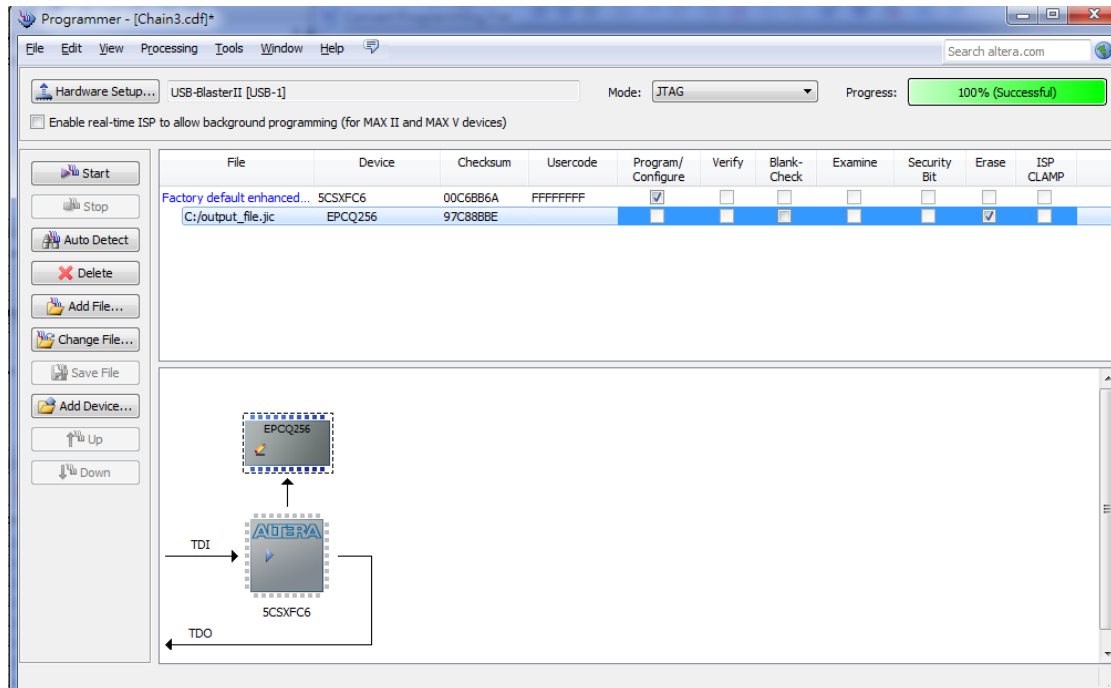 Programmer - [Chain3.cdf]*
File Edit View Processing Tools Window Help
Search altera.com
Hardware Setup... USB-BlasterII [USB-1] Mode: JTAG Progress: 100% (Successful)
Enable real-time ISP to allow background programming (for MAX II and MAX V devices)
Start
Stop
Auto Detect
Delete
Add File...
Change File...
Save File
Add Device...
Up
Down
File Device Checksum Usercode Program/ Verify Blank- Examine Security Erase ISP
Configure Check Bit CLAMP
Factory default enhanced... 5CSXFC6 00C6BB6A FFFFFFFF
C:/output_file.jic EPCQ256 97C88BBE
EPCQ256
ALTERA
TDI
5CSXFC6
TDO